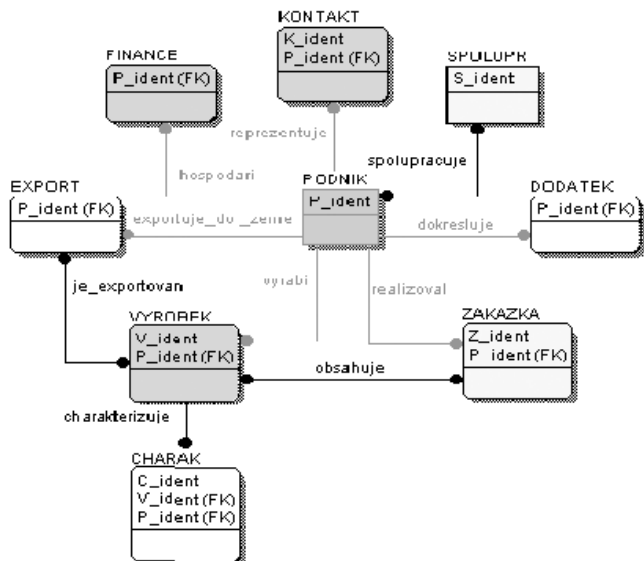 KONTAKT
K_ident
P_ident (FK)
FINANCE
P_ident (FK)
SPOLUPR
S_ident
reprezentuje
spolupracuje
hospodari
EXPORT
P_ident (FK)
PODNIK
P_ident
DODATEK
P_ident (FK)
exportuje_do_zeme
dokresluje
je_exportovan
vyrabi
realizoval
VYROBEK
V_ident
P_ident (FK)
ZAKAZKA
Z_ident
P_ident (FK)
obsahuje
charakterizuje
CHARAK
C_ident
V_ident (FK)
P_ident (FK)